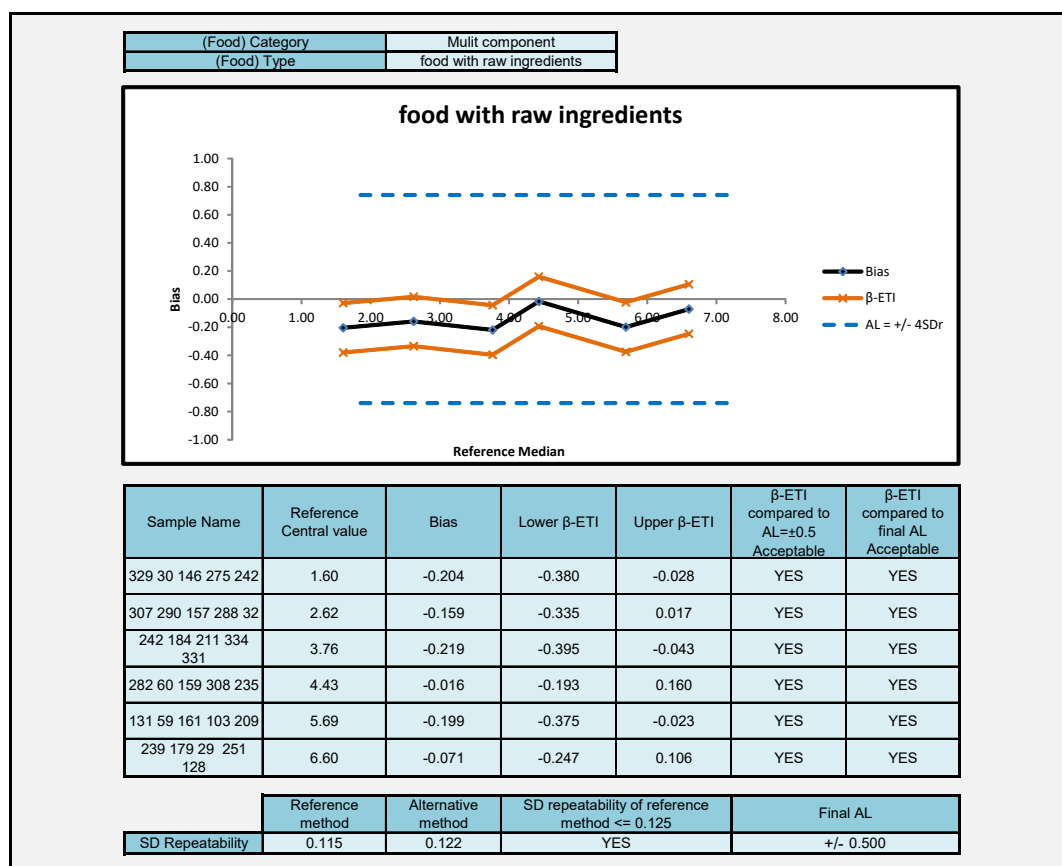 (Food) Category Mulit component
(Food) Type food with raw ingredients
food with raw ingredients
1.00
0.80
0.60
0.40
0.20
0.00
-0.20
-0.40
-0.60
-0.80
-1.00
0.00 1.00 2.00 3.00 4.00 5.00 6.00 7.00 8.00
Bias
Reference Median
Bias
β-ETI
AL = +/- 4SDr
Sample Name
Reference
Central value
Bias
Lower β-ETI
Upper β-ETI
β-ETI
compared to
AL=±0.5
Acceptable
β-ETI
compared to
final AL
Acceptable
329 30 146 275 242 1.60 -0.204 -0.380 -0.028 YES YES
307 290 157 288 32 2.62 -0.159 -0.335 0.017 YES YES
242 184 211 334
331
3.76 -0.219 -0.395 -0.043 YES YES
282 60 159 308 235 4.43 -0.016 -0.193 0.160 YES YES
131 59 161 103 209 5.69 -0.199 -0.375 -0.023 YES YES
239 179 29 251
128
6.60 -0.071 -0.247 0.106 YES YES
Reference
method
Alternative
method
SD repeatability of reference
method <= 0.125
Final AL
SD Repeatability 0.115 0.122 YES +/- 0.500